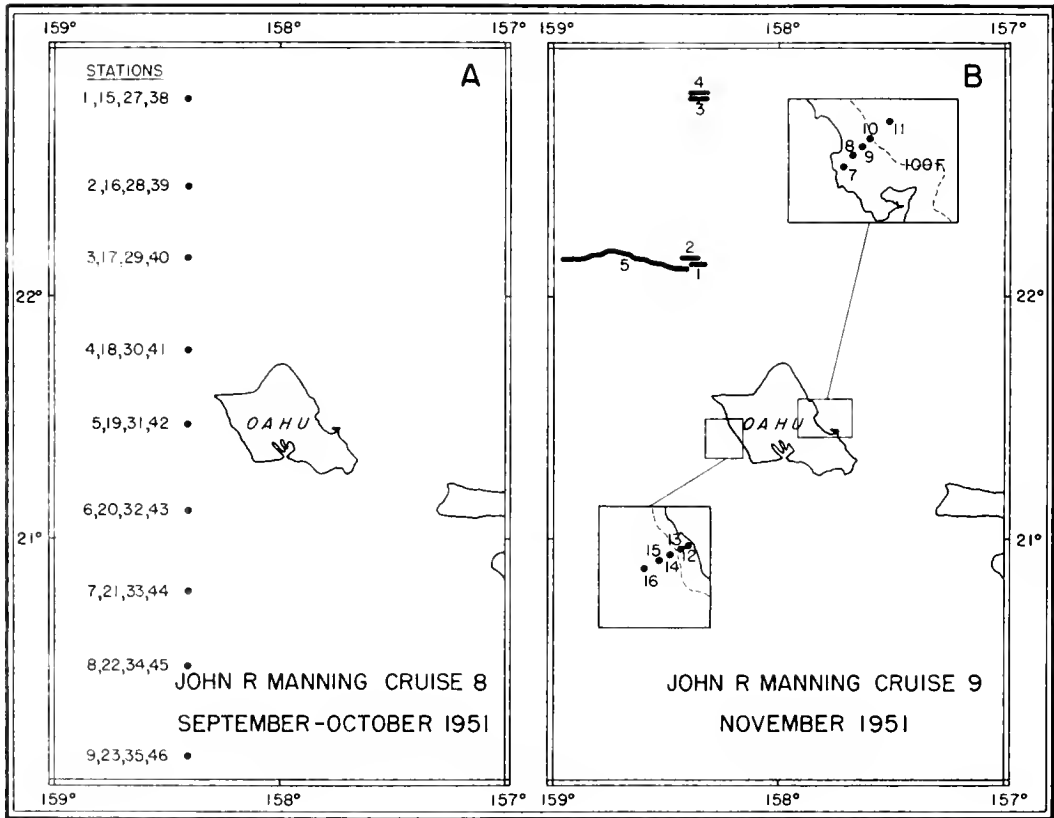 159° 158° 157°
A
STATIONS
1,15,27,38
2,16,28,39
3,17,29,40
22°
4,18,30,41
5,19,31,42
OAHU
6,20,32,43
21°
7,21,33,44
8,22,34,45
JOHN R MANNING CRUISE 8
SEPTEMBER-OCTOBER 1951
9,23,35,46
159° 158° 157°
159° 158° 157°
B
4
3
10 11
8 9
100F
7
2
5 1
22°
OAHU
21°
13
15 12
14
16
JOHN R MANNING CRUISE 9
NOVEMBER 1951
159° 158° 157°